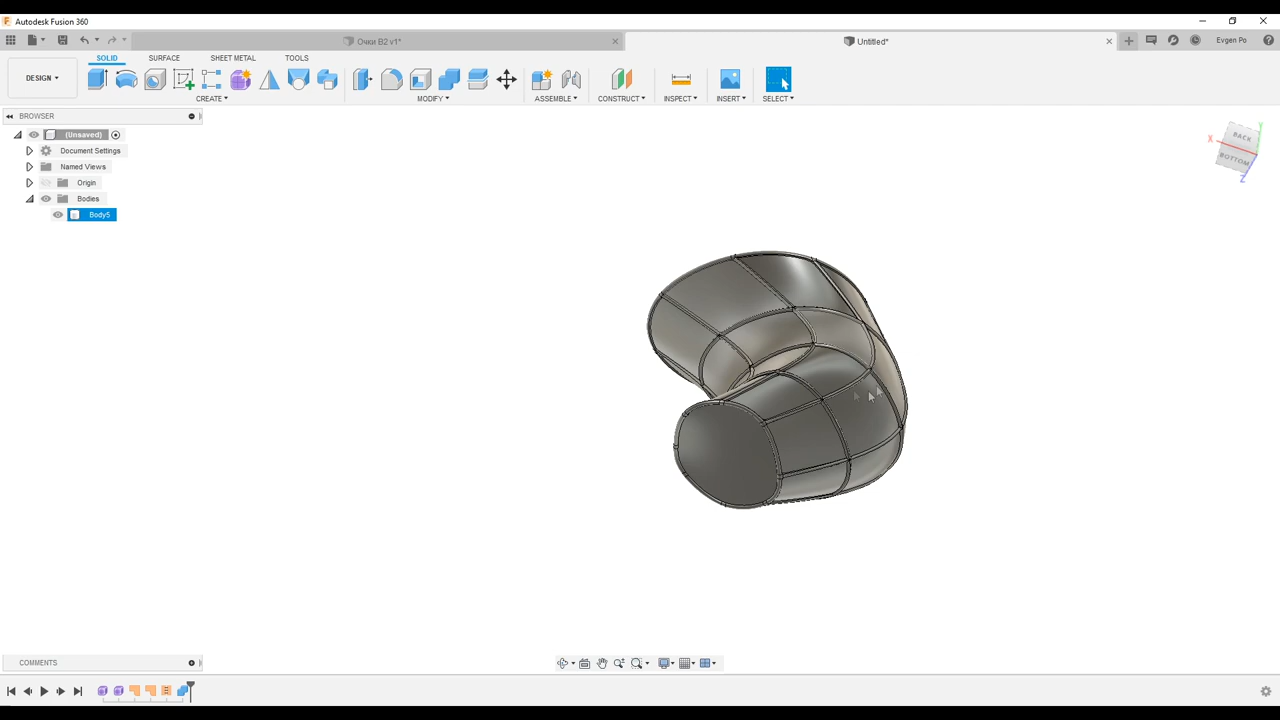 Autodesk Fusion 360
Очки В2 v1*
Untitled*
Evgen Po
DESIGN
SOLID
SURFACE
SHEET METAL
TOOLS
CREATE
MODIFY
ASSEMBLE
CONSTRUCT
INSPECT
INSERT
SELECT
BROWSER
(Unsaved)
Document Settings
Named Views
Origin
Bodies
Body5
Y
X
BACK
BOTTOM
Z
COMMENTS